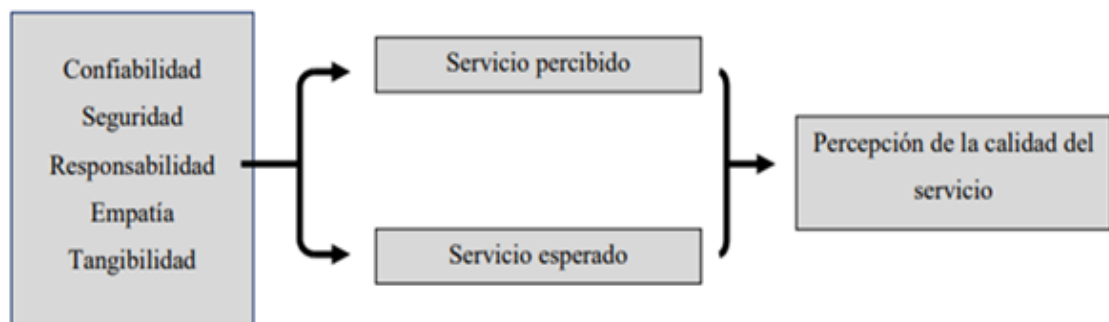 Confiabilidad
Seguridad
Responsabilidad
Empatía
Tangibilidad
Servicio percibido
Servicio esperado
Percepción de la calidad del
servicio